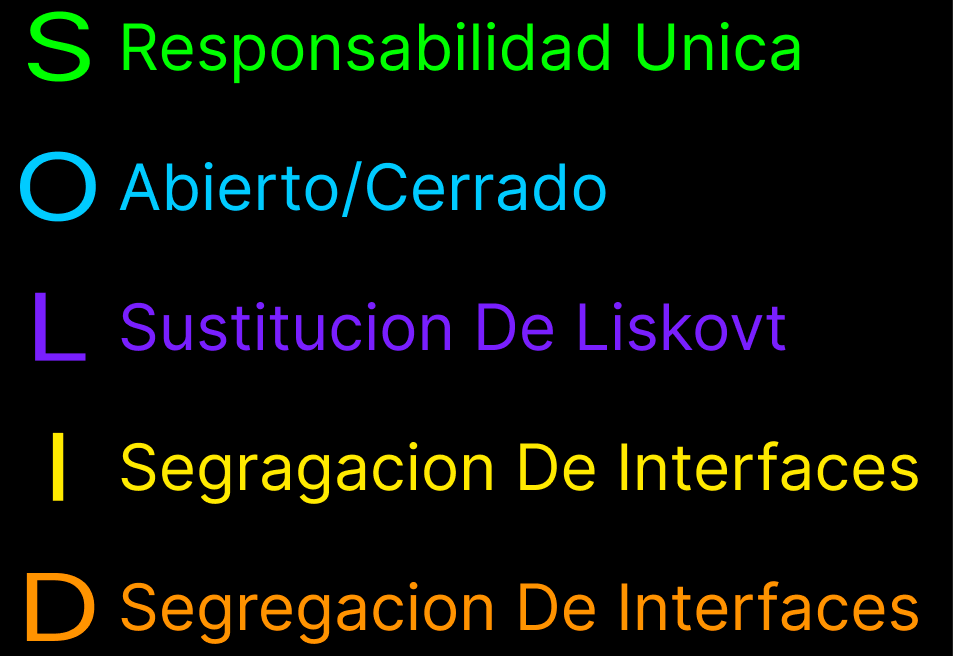 S Responsabilidad Unica
O Abierto/Cerrado
L Sustitucion De Liskovt
I Segragacion De Interfaces
D Segregacion De Interfaces